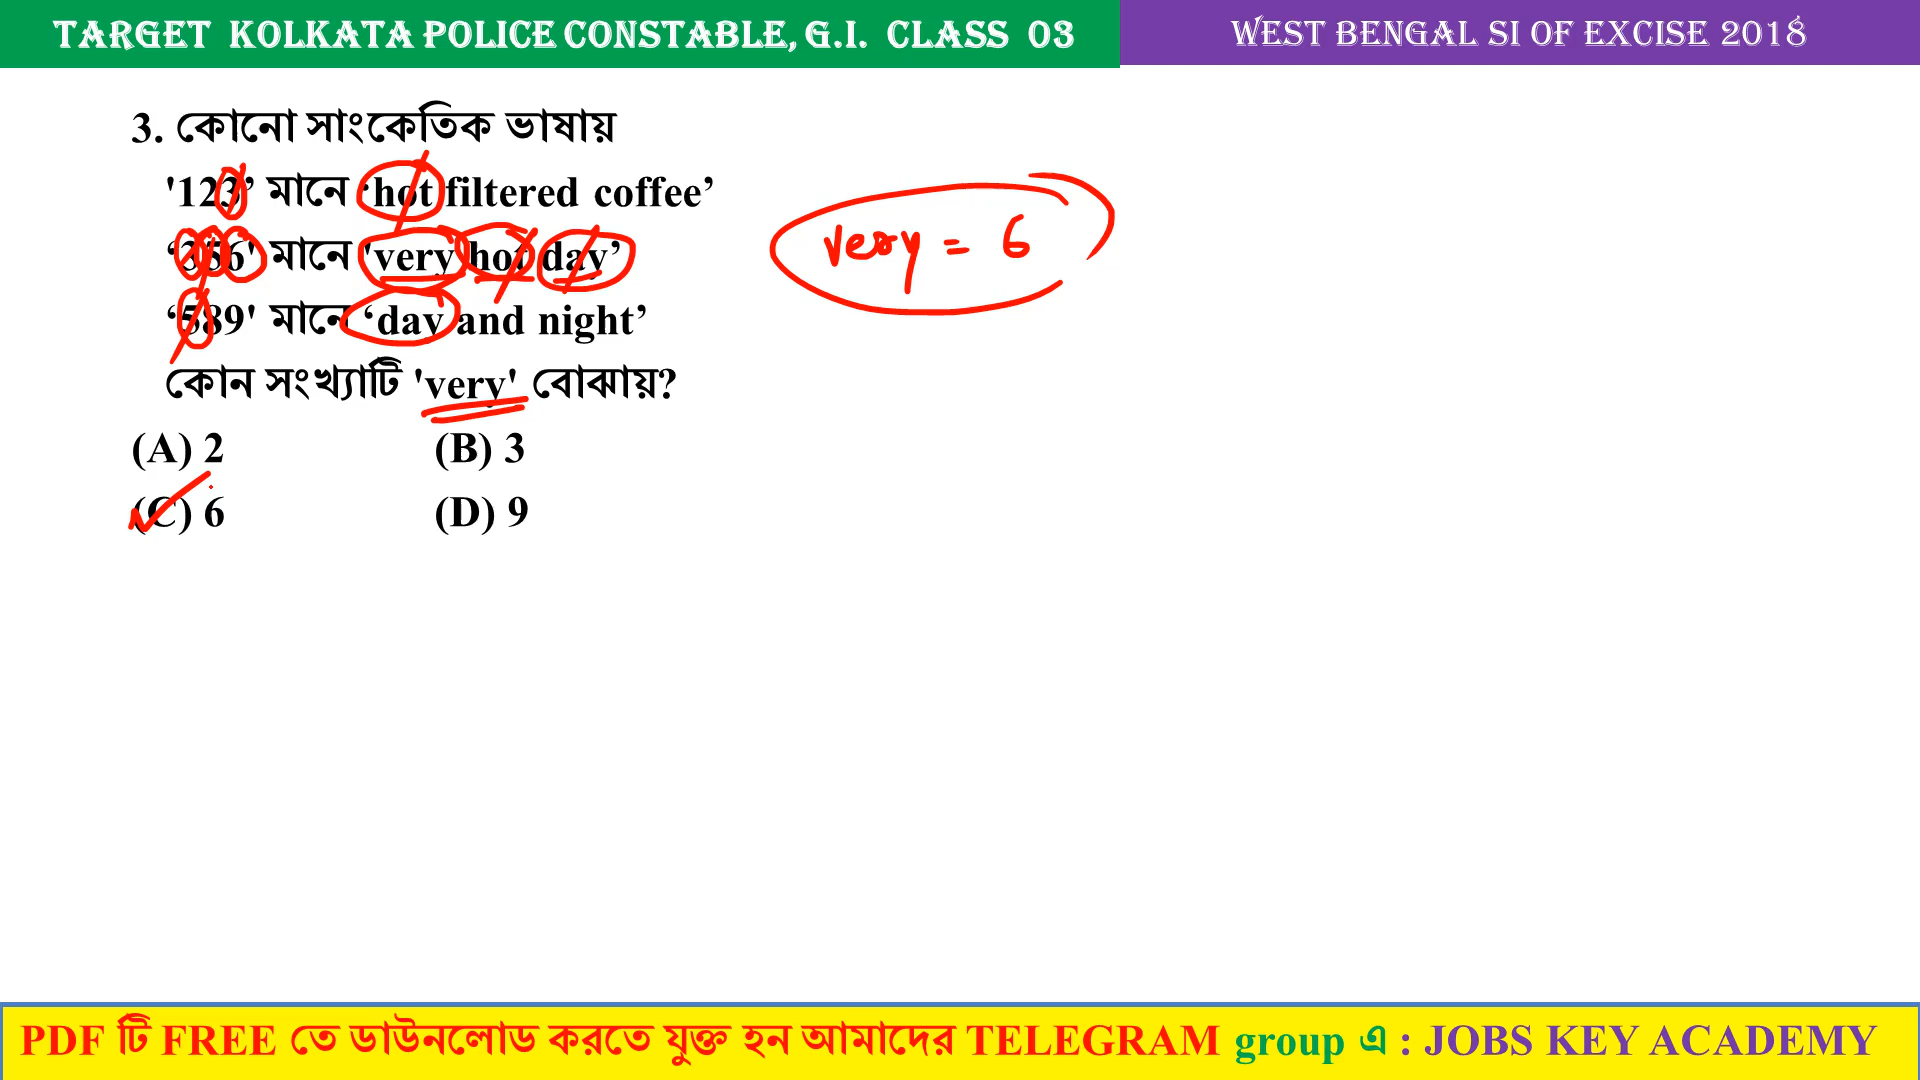 TARGET KOLKATA POLICE CONSTABLE, G.I. CLASS 03
WEST BENGAL SI OF EXCISE 2018
3. কোনো সাংকেতিক ভাষায়
'123’ মানে ‘hot filtered coffee’
‘356' মানে 'very hot day’
‘589' মানে ‘day and night’
কোন সংখ্যাটি 'very' বোঝায়?
(A) 2 (B) 3
(C) 6 (D) 9
very = 6
PDF টি FREE তে ডাউনলোড করতে যুক্ত হন আমাদের TELEGRAM group এ : JOBS KEY ACADEMY